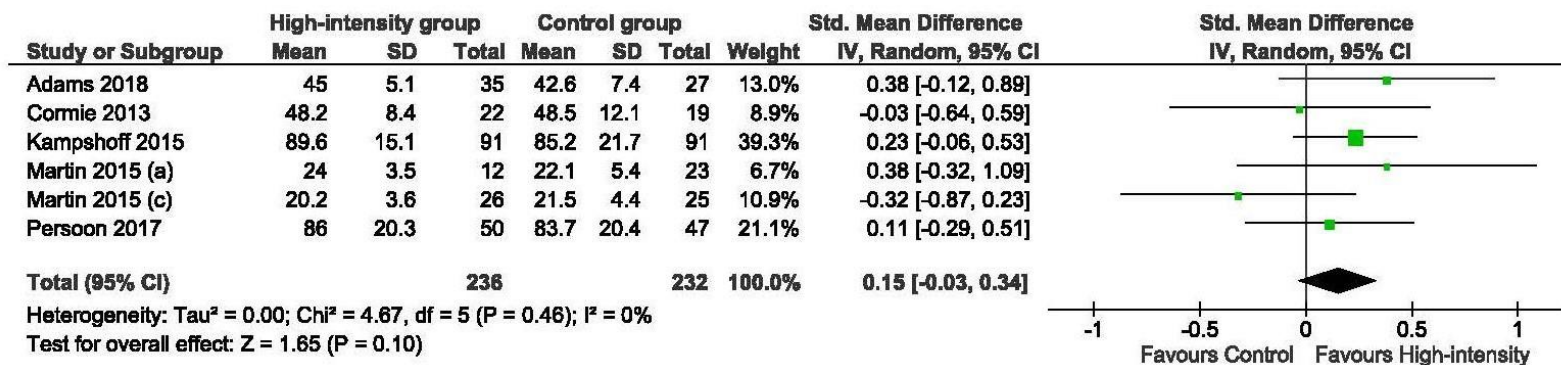 High-intensity group Control group Std. Mean Difference Std. Mean Difference
Study or Subgroup Mean SD Total Mean SD Total Weight IV, Random, 95% CI IV, Random, 95% CI
Adams 2018 45 5.1 35 42.6 7.4 27 13.0% 0.38 [-0.12, 0.89]
Cormie 2013 48.2 8.4 22 48.5 12.1 19 8.9% -0.03 [-0.64, 0.59]
Kampshoff 2015 89.6 15.1 91 85.2 21.7 91 39.3% 0.23 [-0.06, 0.53]
Martin 2015 (a) 24 3.5 12 22.1 5.4 23 6.7% 0.38 [-0.32, 1.09]
Martin 2015 (c) 20.2 3.6 26 21.5 4.4 25 10.9% -0.32 [-0.87, 0.23]
Persoon 2017 86 20.3 50 83.7 20.4 47 21.1% 0.11 [-0.29, 0.51]
Total (95% CI) 236 232 100.0% 0.15 [-0.03, 0.34]
Heterogeneity: Tau² = 0.00; Chi² = 4.67, df = 5 (P = 0.46); I² = 0%
Test for overall effect: Z = 1.65 (P = 0.10)
-1 -0.5 0 0.5 1
Favours Control Favours High-intensity